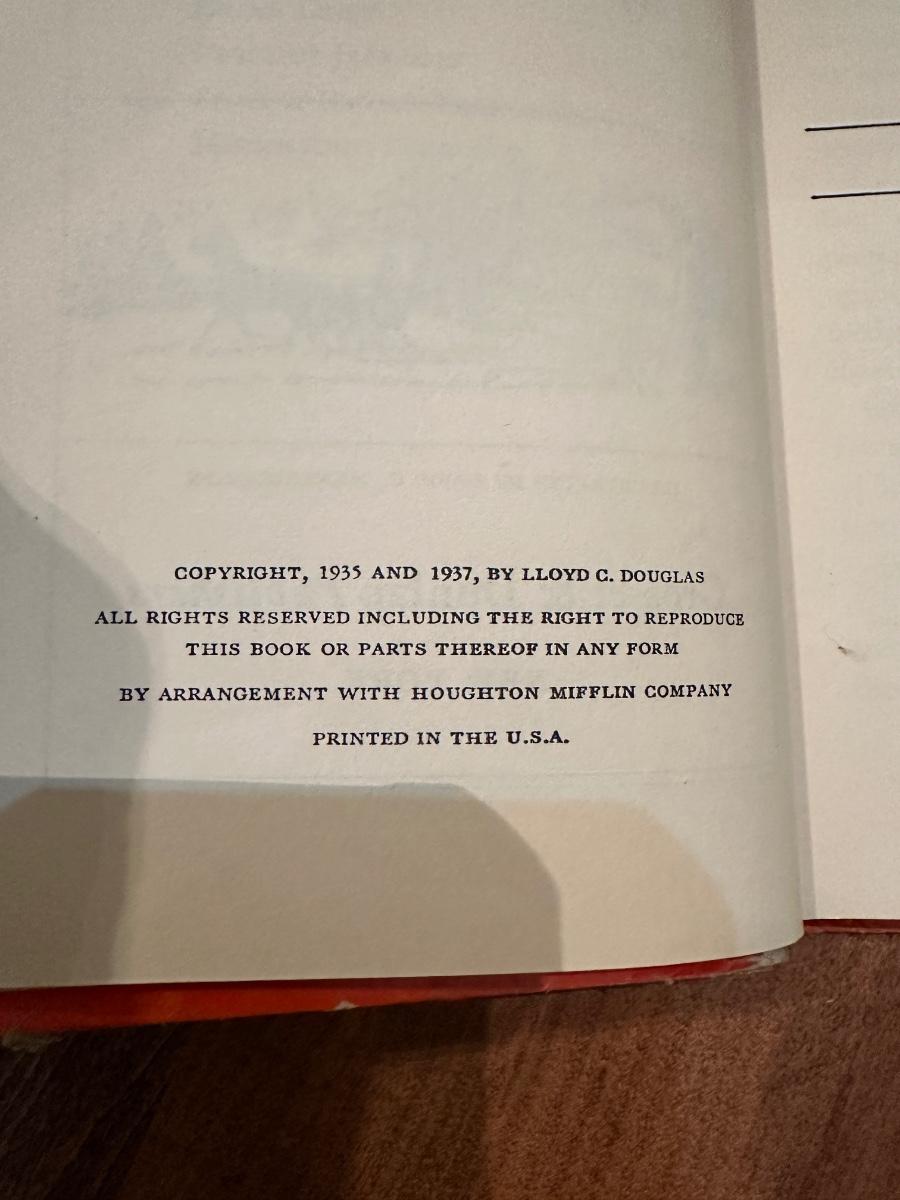 COPYRIGHT, 1935 AND 1937, BY LLOYD C. DOUGLAS
ALL RIGHTS RESERVED INCLUDING THE RIGHT TO REPRODUCE
THIS BOOK OR PARTS THEREOF IN ANY FORM
BY ARRANGEMENT WITH HOUGHTON MIFFLIN COMPANY
PRINTED IN THE U.S.A.